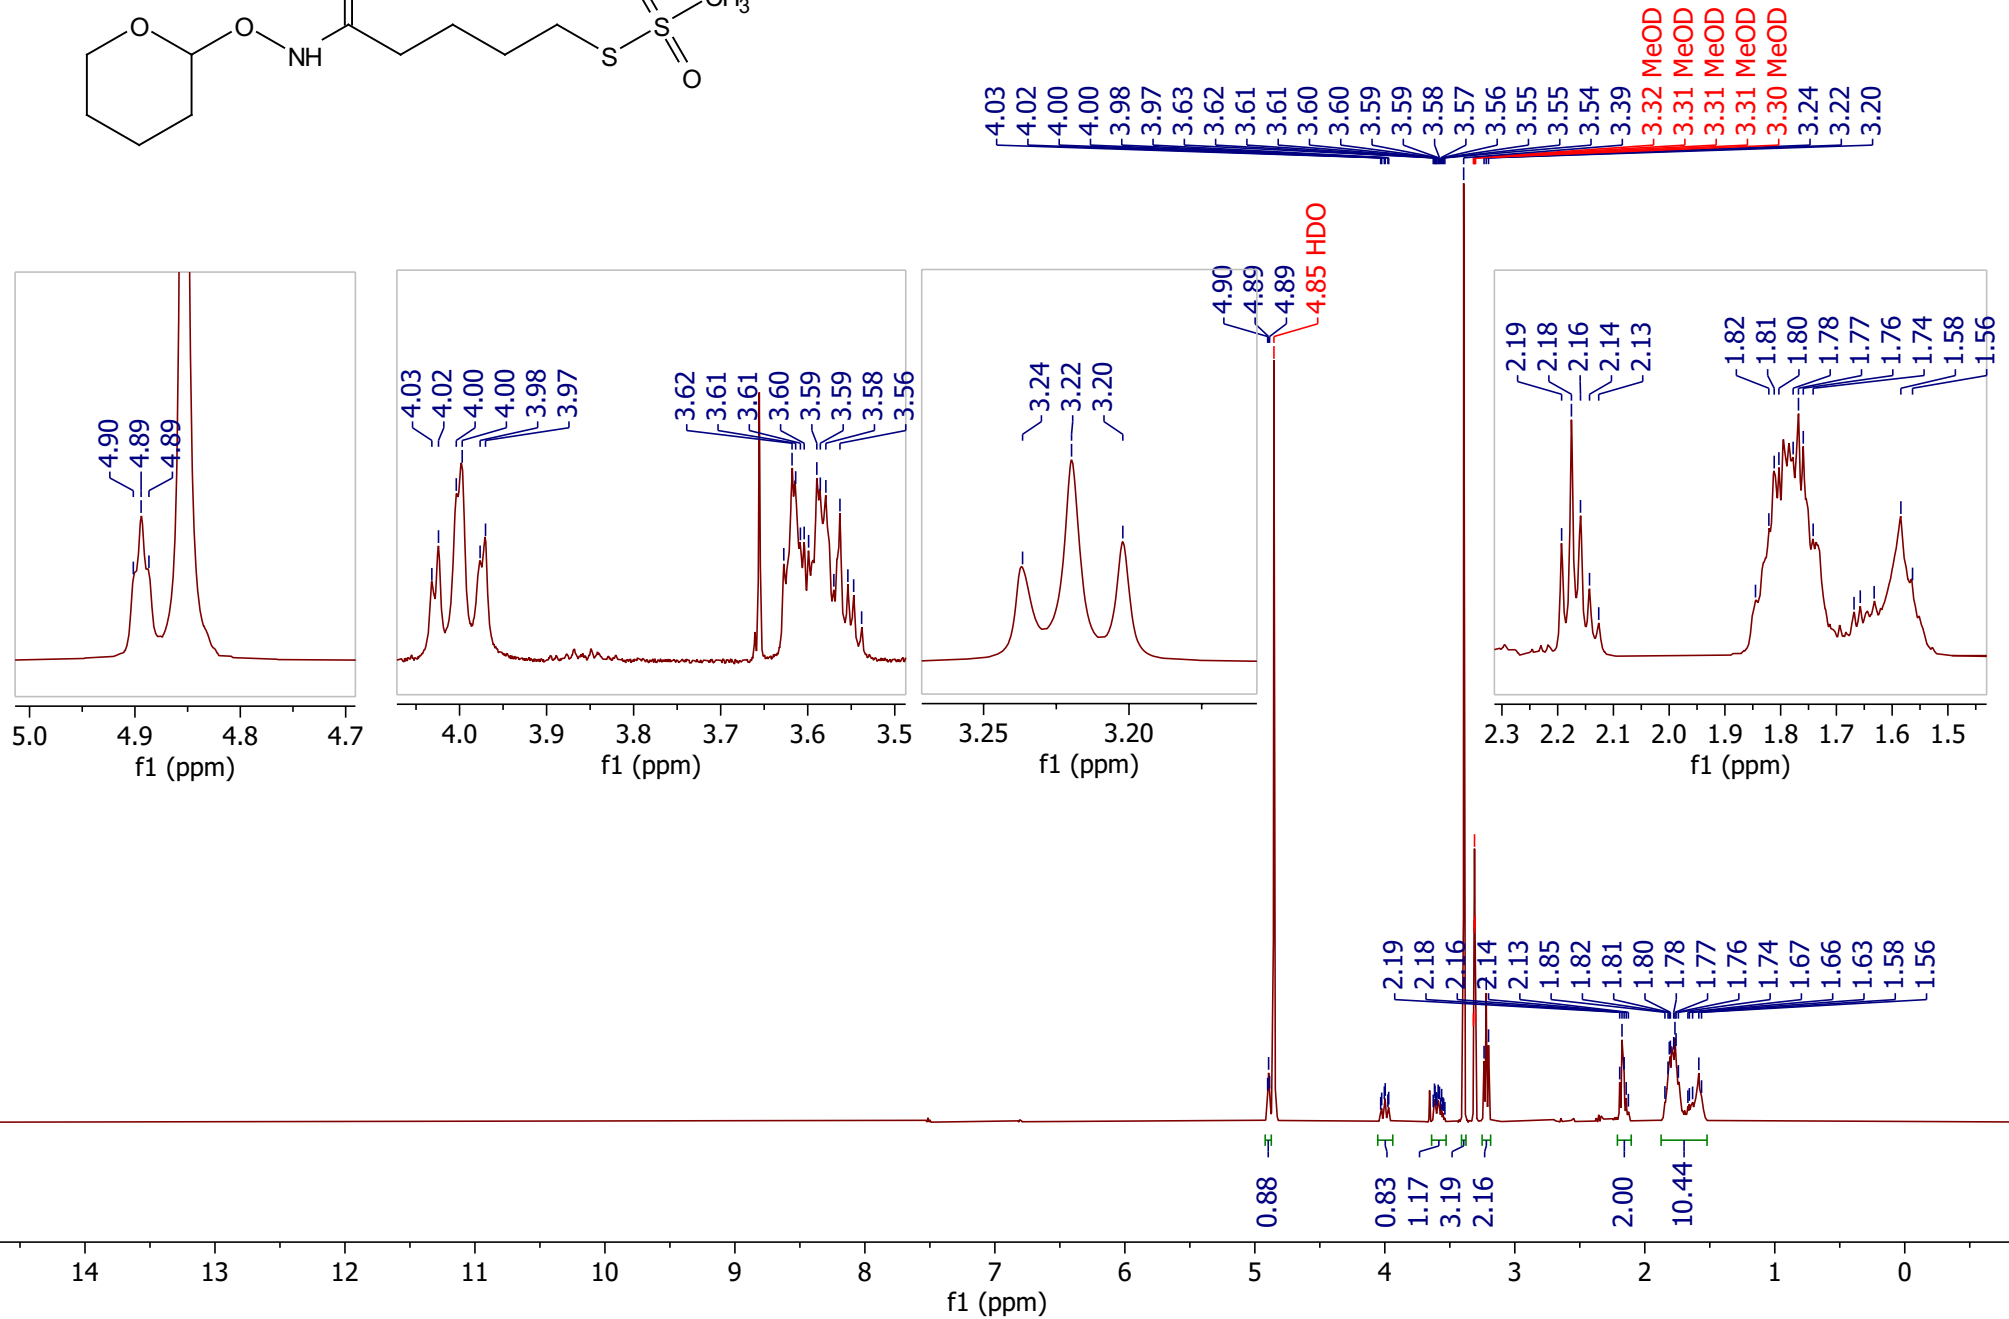 CH3
O
O
NH
S
S
O
4.03 4.02 4.00 4.00 3.98 3.97 3.63 3.62 3.61 3.61 3.60 3.60 3.59 3.59 3.58 3.57 3.56 3.55 3.55 3.54 3.39 3.32 MeOD 3.31 MeOD 3.31 MeOD 3.31 MeOD 3.30 MeOD 3.24 3.22 3.20
4.90 4.89 4.89 4.85 HDO
4.90 4.89 4.89
4.03 4.02 4.00 4.00 3.98 3.97
3.62 3.61 3.61 3.60 3.59 3.59 3.58 3.56
3.24 3.22 3.20
2.19 2.18 2.16 2.14 2.13
1.82 1.81 1.80 1.78 1.77 1.76 1.74 1.58 1.56
5.0 4.9 4.8 4.7
f1 (ppm)
4.0 3.9 3.8 3.7 3.6 3.5
f1 (ppm)
3.25 3.20
f1 (ppm)
2.3 2.2 2.1 2.0 1.9 1.8 1.7 1.6 1.5
f1 (ppm)
2.19 2.18 2.16 2.14 2.13 1.85 1.82 1.81 1.80 1.78 1.77 1.76 1.74 1.67 1.66 1.63 1.58 1.56
0.88 0.83 1.17 3.19 2.16 2.00 10.44
14 13 12 11 10 9 8 7 6 5 4 3 2 1 0
f1 (ppm)